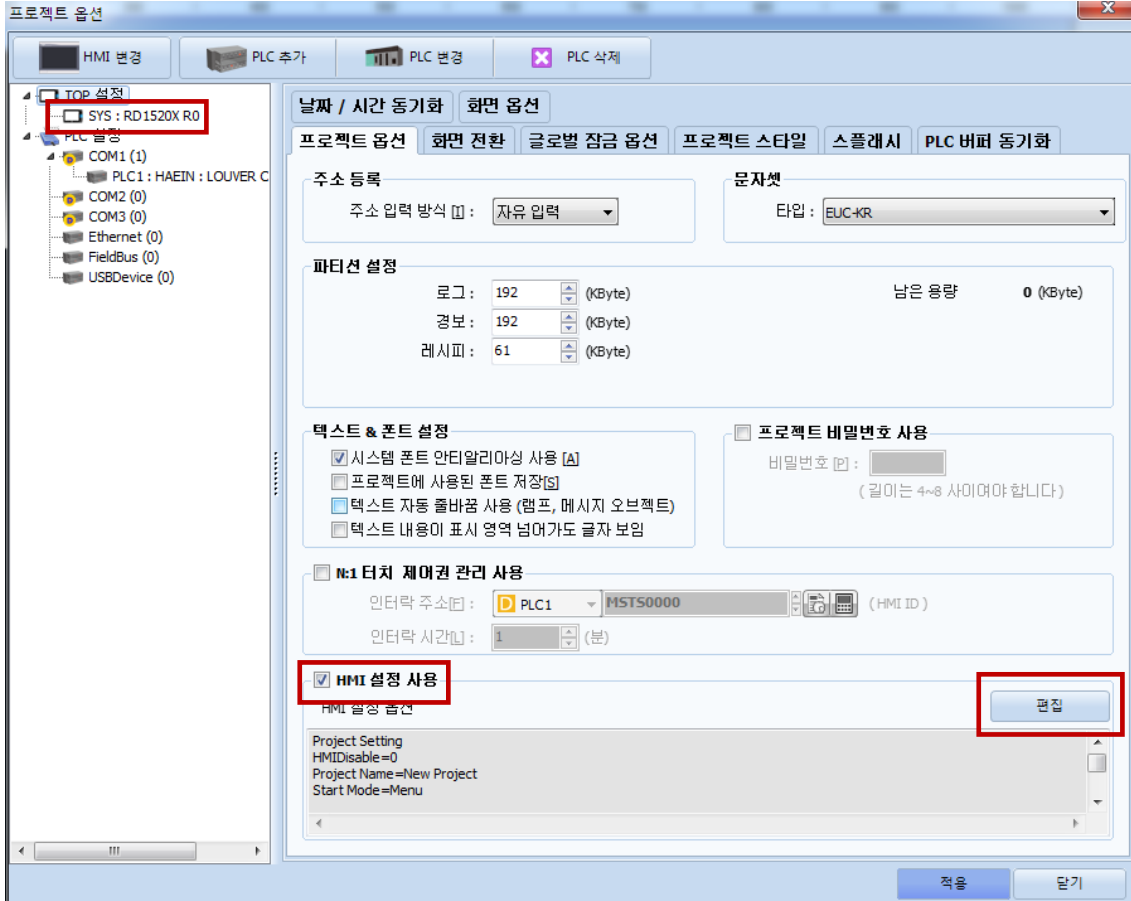 프로젝트 옵션
HMI 변경
PLC 추가
PLC 변경
PLC 삭제
TOP 설정
SYS : RD1520X R0
PLC 설정
COM1 (1)
PLC1 : HAEIN : LOUVER C
COM2 (0)
COM3 (0)
Ethernet (0)
FieldBus (0)
USBDevice (0)
날짜 / 시간 동기화 화면 옵션
프로젝트 옵션 화면 전환 글로벌 잠금 옵션 프로젝트 스타일 스플래시 PLC 버퍼 동기화
주소 등록
주소 입력 방식 [I] : 자유 입력
문자셋
타입 : EUC-KR
파티션 설정
로그 : 192 (KByte)
남은 용량 0 (KByte)
경보 : 192 (KByte)
레시피 : 61 (KByte)
텍스트 & 폰트 설정
시스템 폰트 안티알리아싱 사용 [A]
프로젝트에 사용된 폰트 저장[S]
텍스트 자동 줄바꿈 사용 (램프, 메시지 오브젝트)
텍스트 내용이 표시 영역 넘어가도 글자 보임
프로젝트 비밀번호 사용
비밀번호 [P] :
( 길이는 4~8 사이여야 합니다 )
N:1 터치 제어권 관리 사용
인터락 주소[F] : D PLC1 MSTS0000 ( HMI ID )
인터락 시간[L] : 1 (분)
HMI 설정 사용
HMI 설정 옵션
편집
Project Setting
HMIDisable=0
Project Name=New Project
Start Mode=Menu
적용
닫기